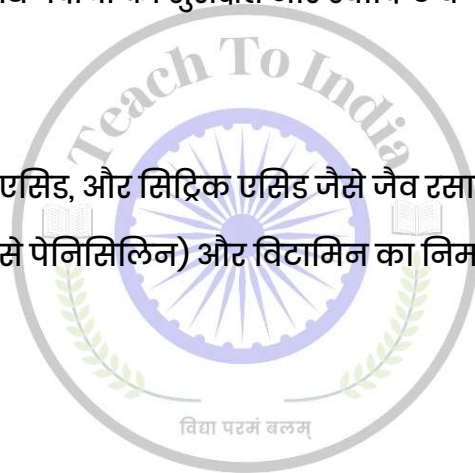 Teach To India
एसिड, और सिट्रिक एसिड जैसे जैव रसा
से पेनिसिलिन) और विटामिन का निम
विद्या परमं बलम्